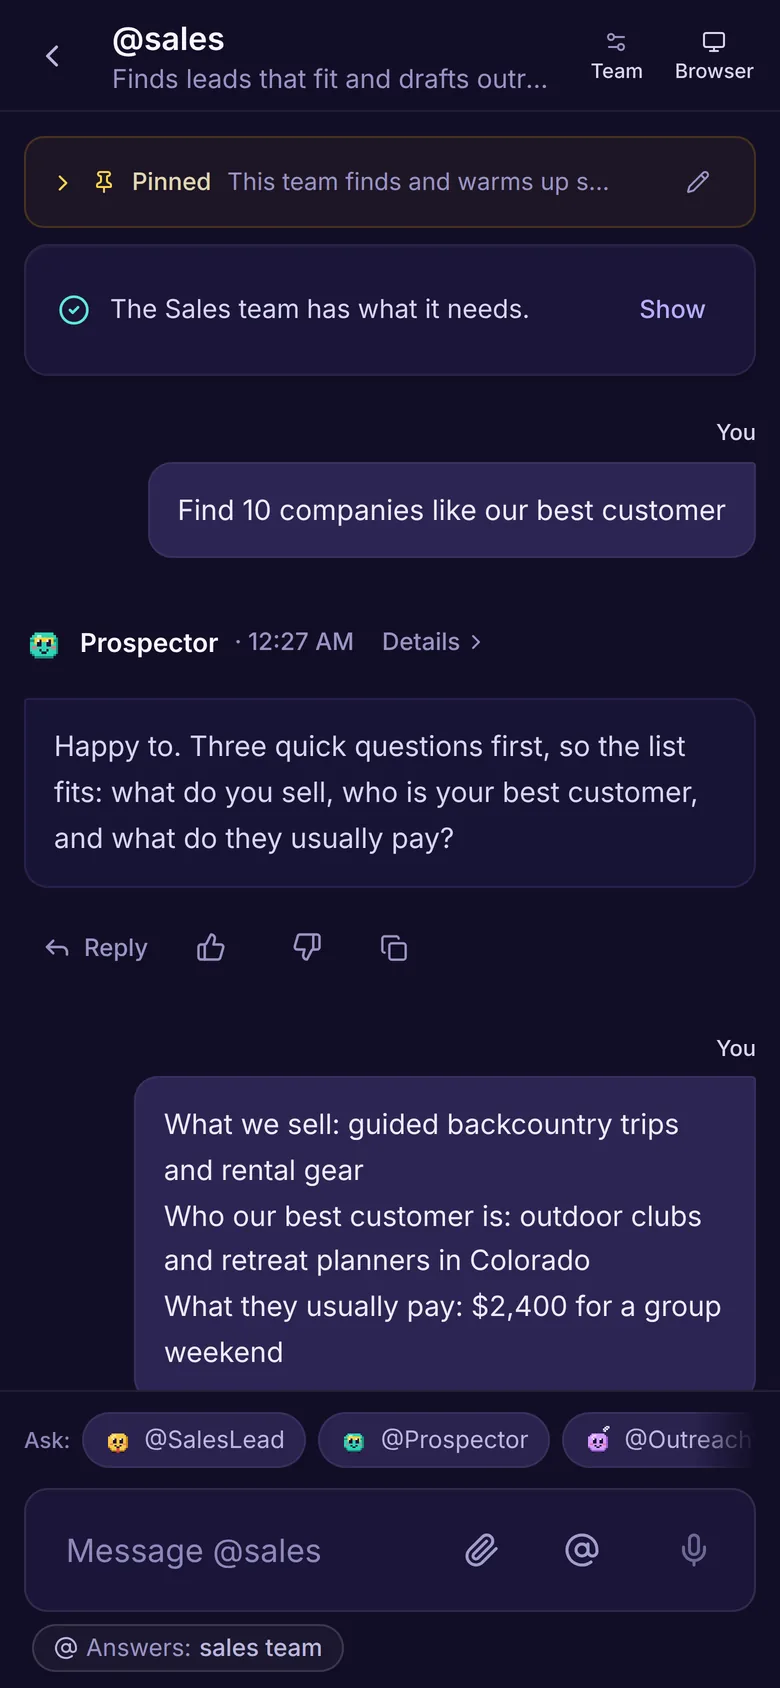 @sales
Finds leads that fit and drafts outr...
Team
Browser
Pinned This team finds and warms up s...
The Sales team has what it needs.
Show
You
Find 10 companies like our best customer
Prospector · 12:27 AM Details
Happy to. Three quick questions first, so the list
fits: what do you sell, who is your best customer,
and what do they usually pay?
Reply
You
What we sell: guided backcountry trips
and rental gear
Who our best customer is: outdoor clubs
and retreat planners in Colorado
What they usually pay: $2,400 for a group
weekend
Ask: @SalesLead @Prospector @Outreach
Message @sales
@ Answers: sales team